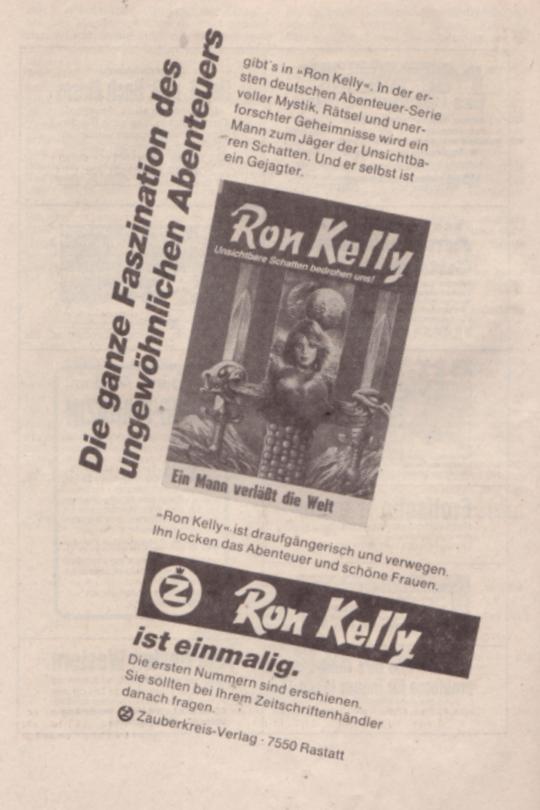 Die ganze Faszination des
ungewöhnlichen Abenteuers
gibt's in »Ron Kelly«. In der er-
sten deutschen Abenteuer-Serie
voller Mystik, Rätsel und uner-
forschter Geheimnisse wird ein
Mann zum Jäger der Unsichtba-
ren Schatten. Und er selbst ist
ein Gejagter.
Ron Kelly
Unsichtbare Schatten bedrohen uns!
Ein Mann verläßt die Welt
»Ron Kelly« ist draufgängerisch und verwegen.
Ihn locken das Abenteuer und schöne Frauen.
Z Ron Kelly
ist einmalig.
Die ersten Nummern sind erschienen.
Sie sollten bei Ihrem Zeitschriftenhändler
danach fragen.
Z Zauberkreis-Verlag · 7550 Rastatt